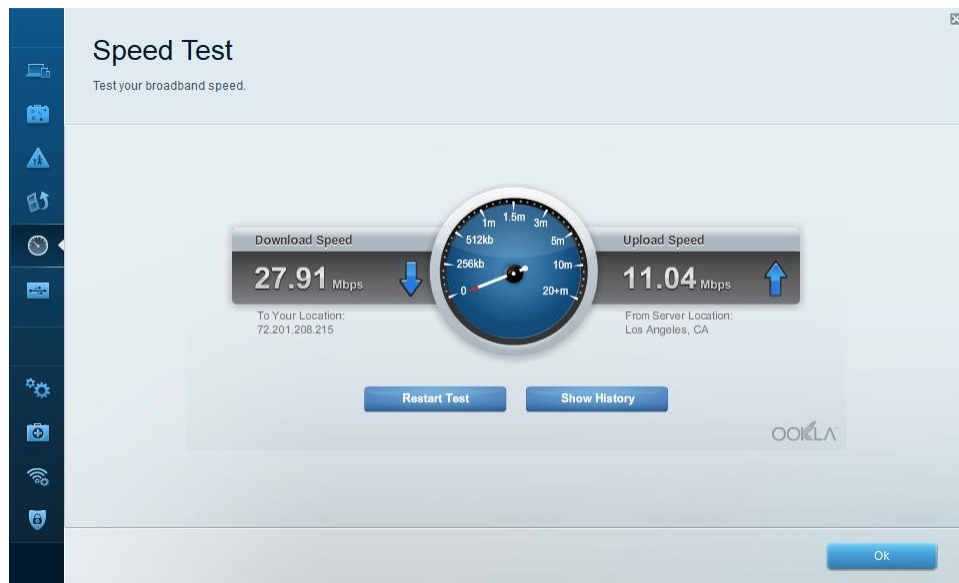 Speed Test
Test your broadband speed.
Download Speed
27.91 Mbps
To Your Location:
72.201.208.215
0
256kb
512kb
1m
1.5m
3m
5m
10m
20+m
Upload Speed
11.04 Mbps
From Server Location:
Los Angeles, CA
Restart Test
Show History
OOKLA
Ok